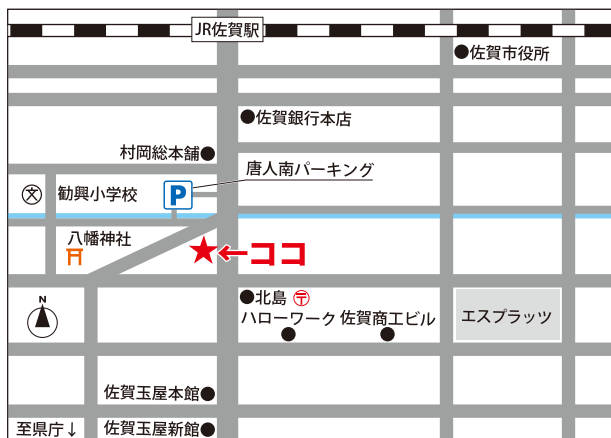 JR佐賀駅
佐賀市役所
佐賀銀行本店
村岡総本舗
唐人南パーキング
文
勧興小学校
P
八幡神社
←ココ
N
北島 〒
ハローワーク 佐賀商工ビル
エスプラッツ
佐賀玉屋本館
至県庁↓
佐賀玉屋新館